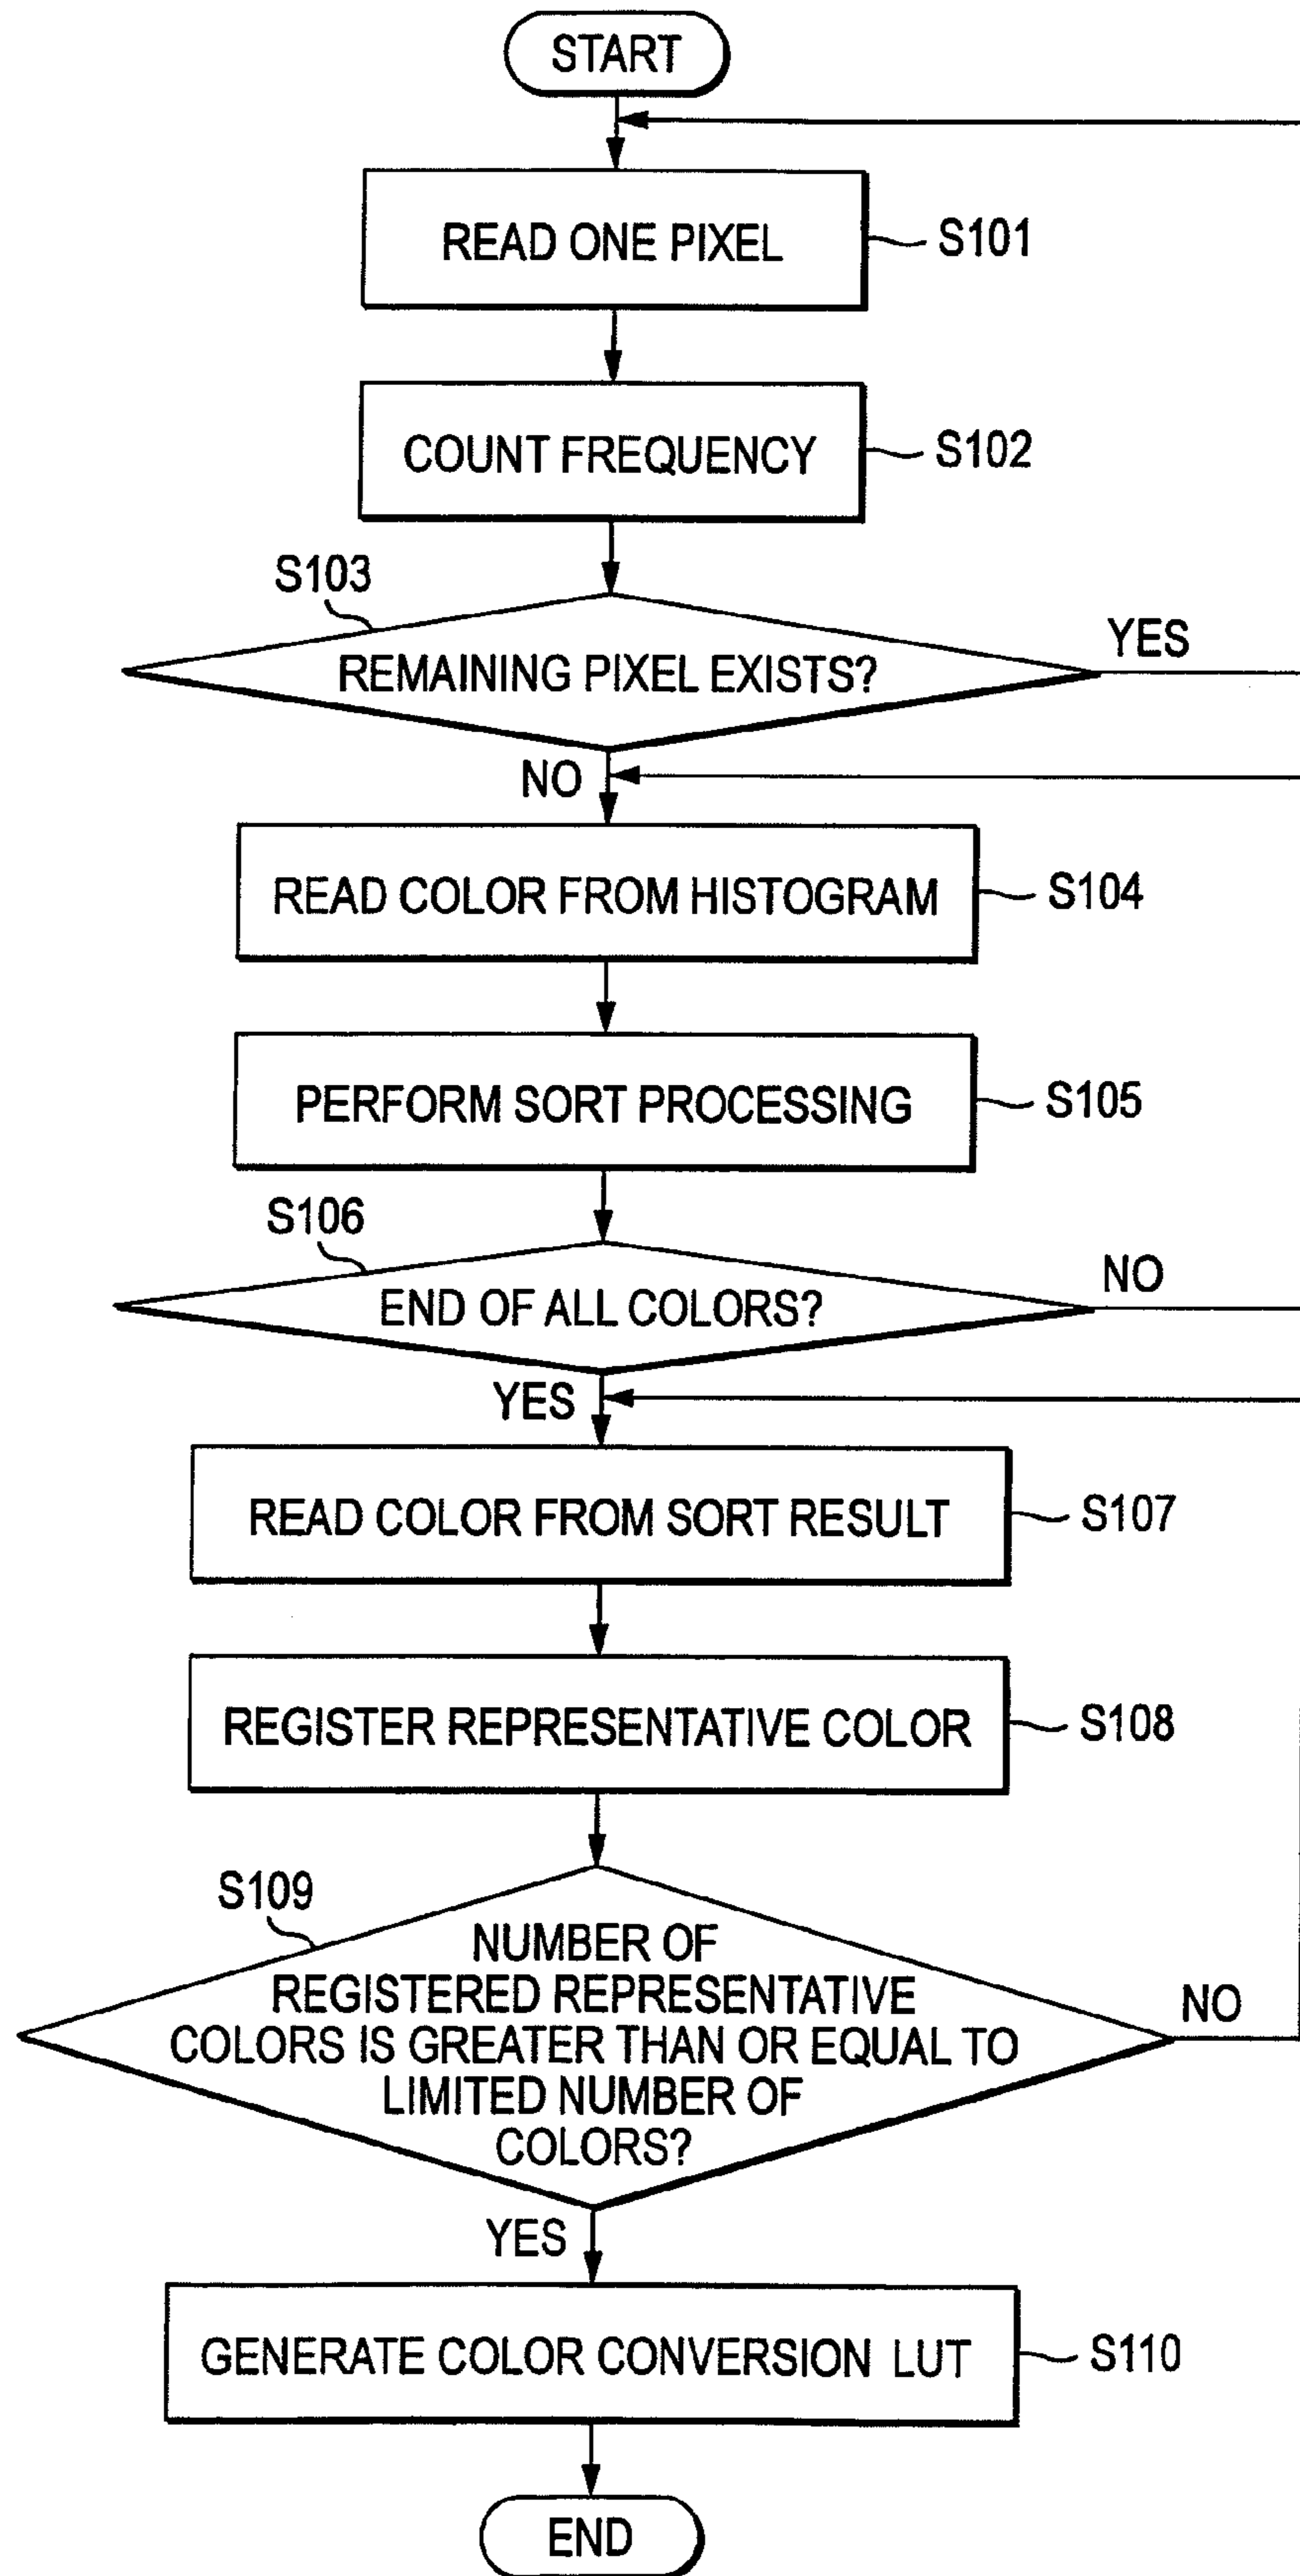 START
READ ONE PIXEL
S101
COUNT FREQUENCY
S102
S103
REMAINING PIXEL EXISTS?
YES
NO
READ COLOR FROM HISTOGRAM
S104
PERFORM SORT PROCESSING
S105
S106
END OF ALL COLORS?
NO
YES
READ COLOR FROM SORT RESULT
S107
REGISTER REPRESENTATIVE COLOR
S108
S109
NUMBER OF
REGISTERED REPRESENTATIVE
COLORS IS GREATER THAN OR EQUAL TO
LIMITED NUMBER OF
COLORS?
NO
YES
GENERATE COLOR CONVERSION LUT
S110
END